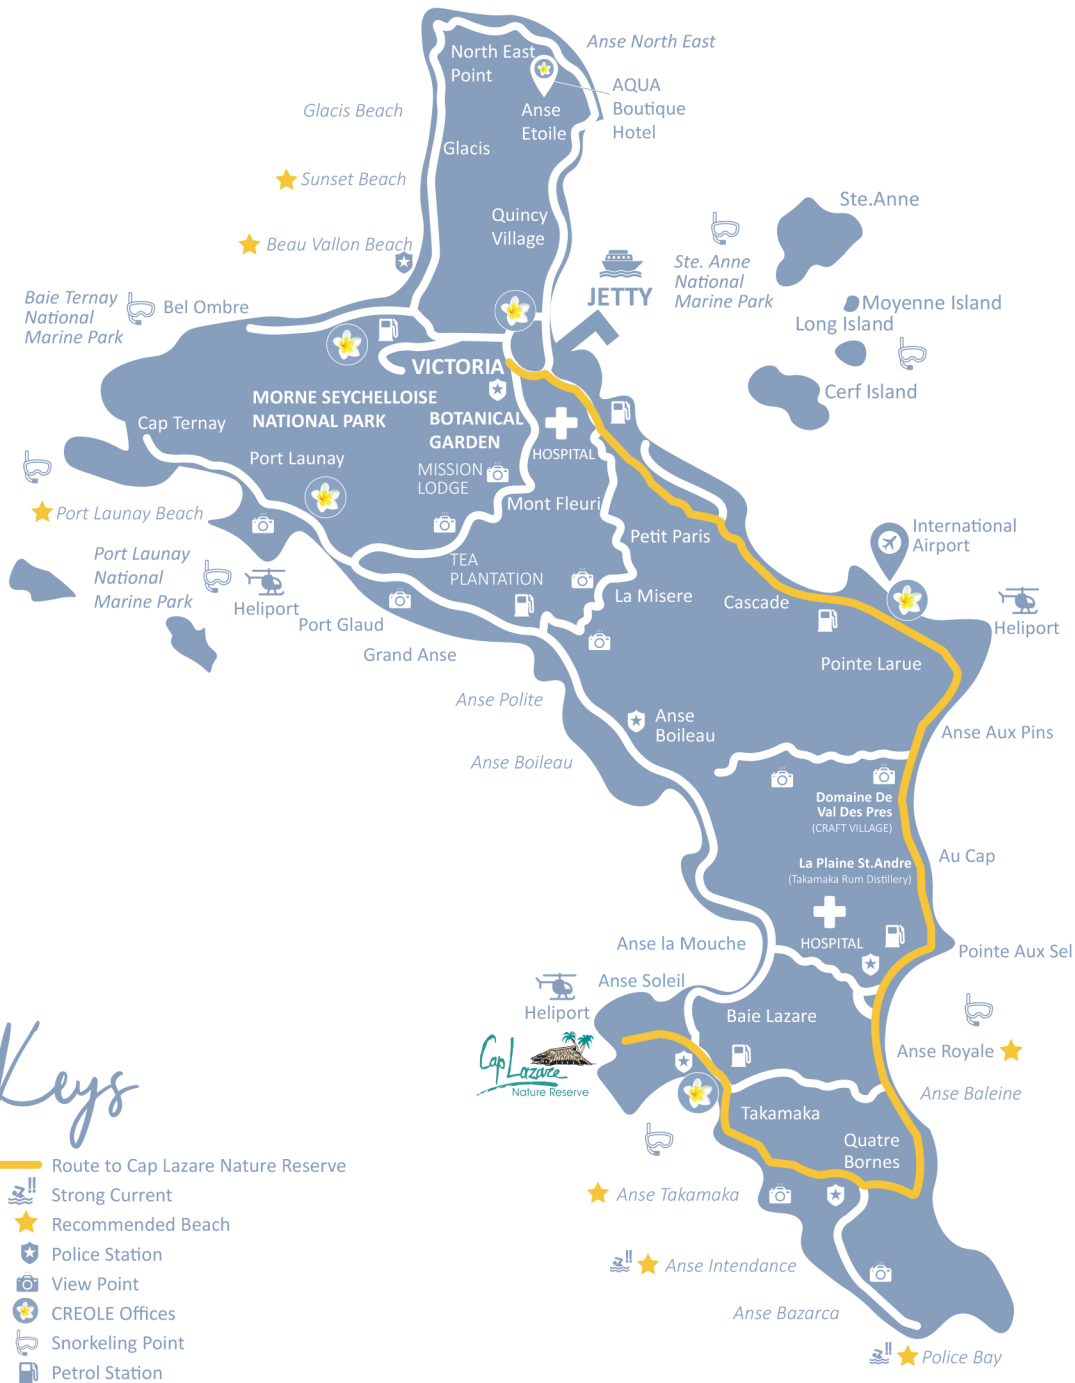 Anse North East
North East
Point
AQUA
Boutique
Hotel
Anse
Etoile
Glacis Beach
Glacis
Sunset Beach
Quincy
Village
Beau Vallon Beach
Ste.Anne
Ste. Anne
National
Marine Park
JETTY
Baie Ternay
National
Marine Park
Bel Ombre
Moyenne Island
Long Island
Cerf Island
VICTORIA
MORNE SEYCHELLOISE
NATIONAL PARK
BOTANICAL
GARDEN
Cap Ternay
HOSPITAL
Port Launay
MISSION
LODGE
Mont Fleuri
Port Launay Beach
Petit Paris
International
Airport
Port Launay
National
Marine Park
TEA
PLANTATION
La Misere
Cascade
Heliport
Port Glaud
Heliport
Grand Anse
Pointe Larue
Anse Polite
Anse
Boileau
Anse Aux Pins
Anse Boileau
Domaine De
Val Des Pres
(CRAFT VILLAGE)
Au Cap
La Plaine St.Andre
(Takamaka Rum Distillery)
Anse la Mouche
HOSPITAL
Pointe Aux Sel
Anse Soleil
Heliport
Baie Lazare
Cap Lazare
Nature Reserve
Anse Royale
Anse Baleine
Takamaka
Quatre
Bornes
Anse Takamaka
Anse Intendance
Anse Bazarca
Police Bay
Keys
Route to Cap Lazare Nature Reserve
Strong Current
Recommended Beach
Police Station
View Point
CREOLE Offices
Snorkeling Point
Petrol Station